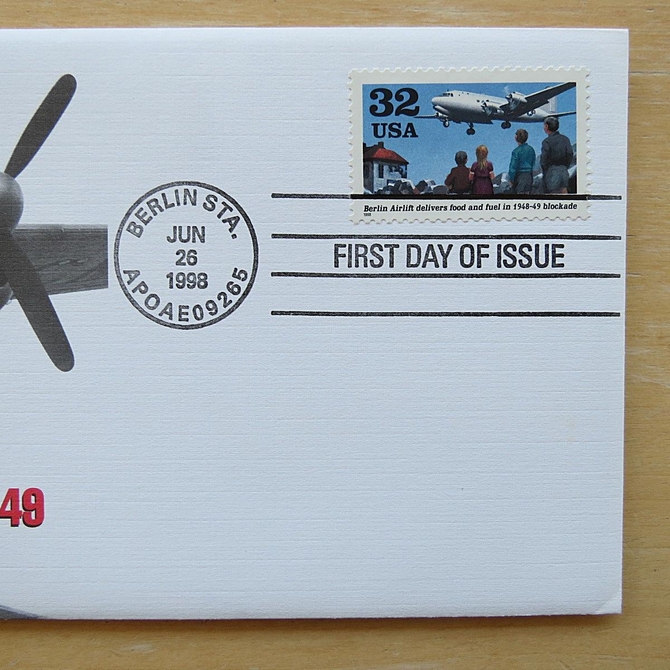 32
USA
Berlin Airlift delivers food and fuel in 1948-49 blockade
1998
BERLIN STA.
JUN
26
1998
APOAE09265
FIRST DAY OF ISSUE
49